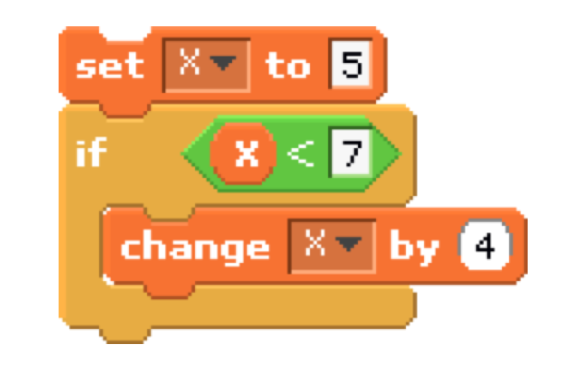 set X to 5
if x < 7
change X by 4